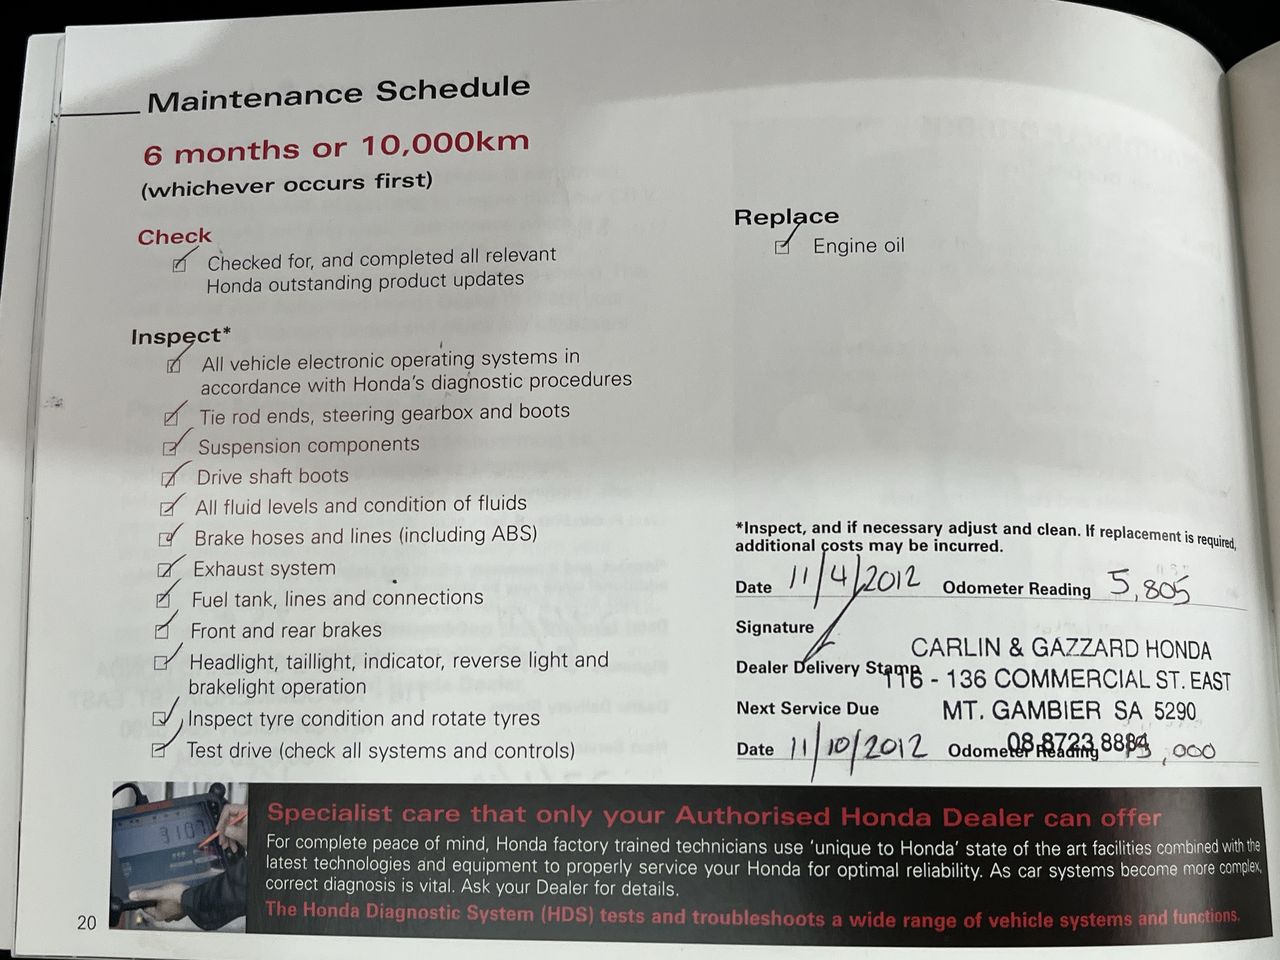 Maintenance Schedule
6 months or 10,000km
(whichever occurs first)
Check
Checked for, and completed all relevant
Honda outstanding product updates
Inspect*
All vehicle electronic operating systems in
accordance with Honda's diagnostic procedures
Tie rod ends, steering gearbox and boots
Suspension components
Drive shaft boots
All fluid levels and condition of fluids
Brake hoses and lines (including ABS)
Exhaust system
Fuel tank, lines and connections
Front and rear brakes
Headlight, taillight, indicator, reverse light and
brakelight operation
Inspect tyre condition and rotate tyres
Test drive (check all systems and controls)
Replace
Engine oil
*Inspect, and if necessary adjust and clean. If replacement is required,
additional costs may be incurred.
Date 11/4/2012 Odometer Reading 5,805
Signature
CARLIN & GAZZARD HONDA
Dealer Delivery Stamp
116 - 136 COMMERCIAL ST. EAST
Next Service Due
MT. GAMBIER SA 5290
08 8723 8884
Date 11/10/2012 Odometer Reading ,000
3107
Specialist care that only your Authorised Honda Dealer can offer
For complete peace of mind, Honda factory trained technicians use 'unique to Honda' state of the art facilities combined with the
latest technologies and equipment to properly service your Honda for optimal reliability. As car systems become more complex,
correct diagnosis is vital. Ask your Dealer for details.
The Honda Diagnostic System (HDS) tests and troubleshoots a wide range of vehicle systems and functions.
20